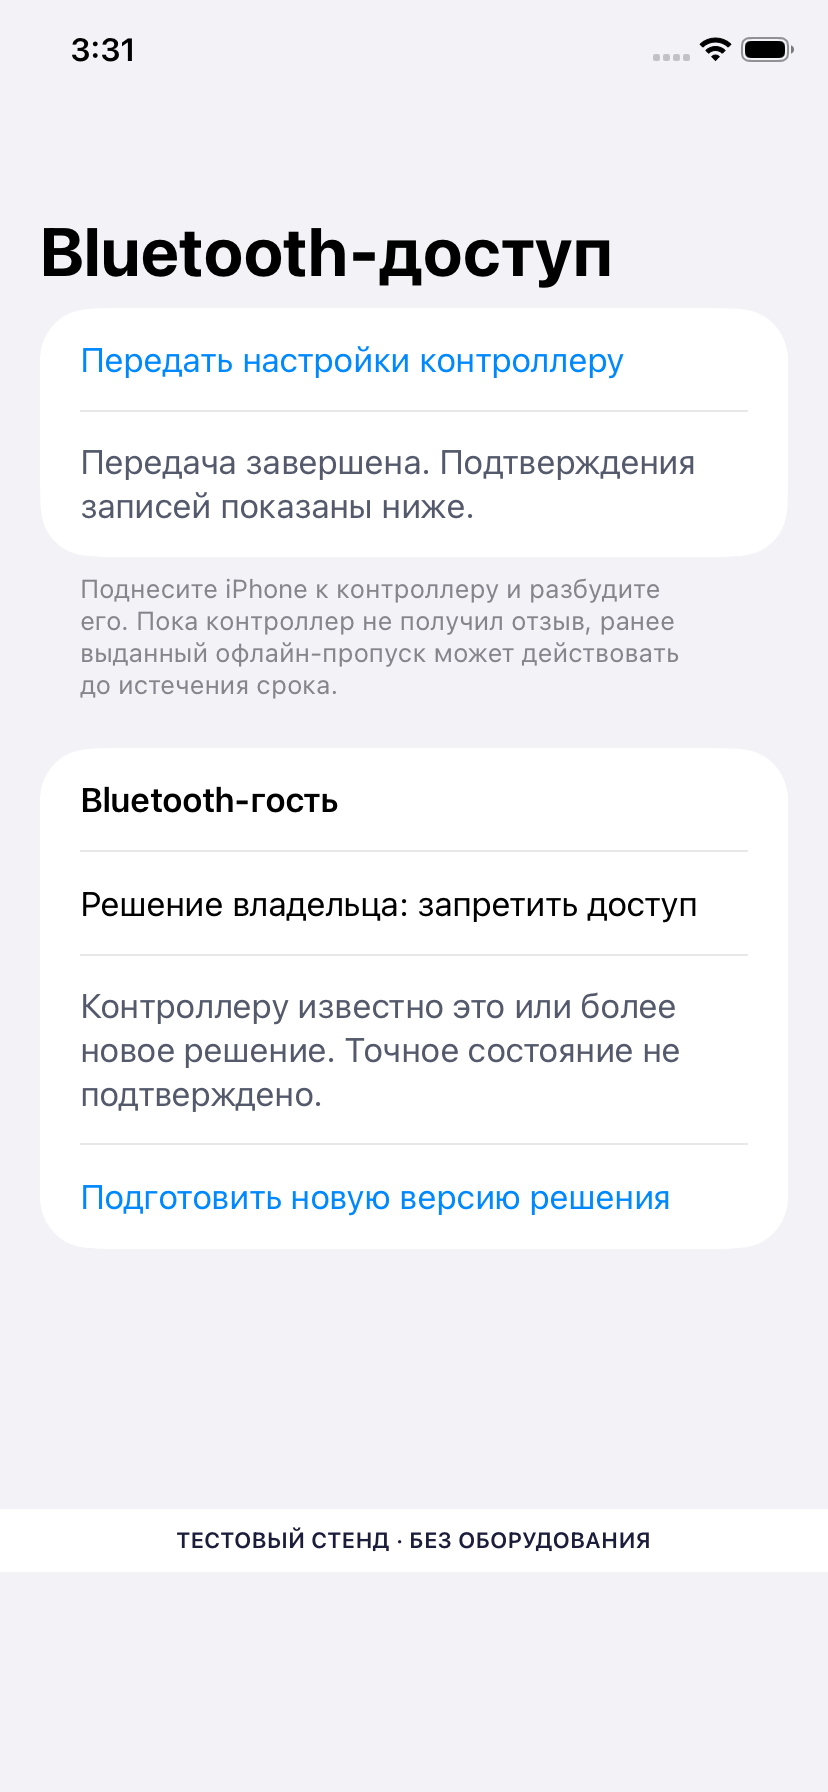 3:31
Bluetooth-доступ
Передать настройки контроллеру
Передача завершена. Подтверждения
записей показаны ниже.
Поднесите iPhone к контроллеру и разбудите
его. Пока контроллер не получил отзыв, ранее
выданный офлайн-пропуск может действовать
до истечения срока.
Bluetooth-гость
Решение владельца: запретить доступ
Контроллеру известно это или более
новое решение. Точное состояние не
подтверждено.
Подготовить новую версию решения
ТЕСТОВЫЙ СТЕНД · БЕЗ ОБОРУДОВАНИЯ